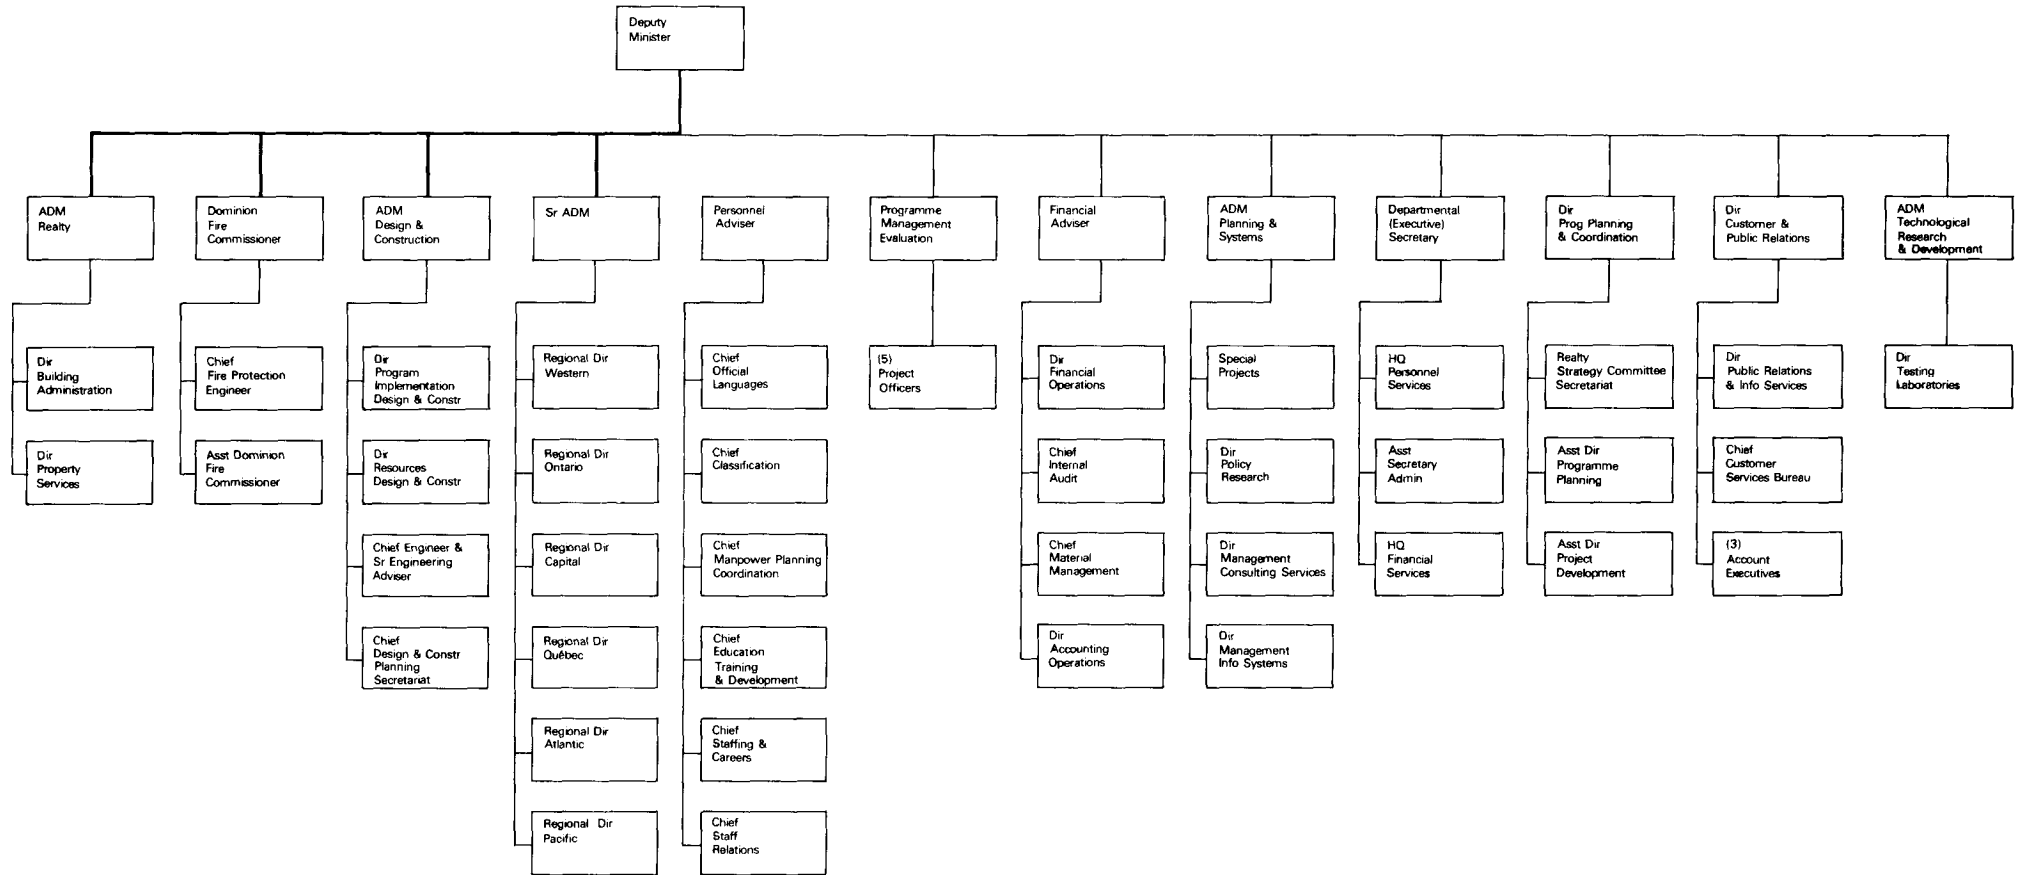 Deputy
Minister
ADM
Realty
Dominion
Fire
Commissioner
ADM
Design &
Construction
Sr ADM
Personnel
Adviser
Programme
Management
Evaluation
Financial
Adviser
ADM
Planning &
Systems
Departmental
(Executive)
Secretary
Dir
Prog Planning
& Coordination
Dir
Customer &
Public Relations
ADM
Technological
Research
& Development
Dir
Building
Administration
Dir
Property
Services
Chief
Fire Protection
Engineer
Asst Dominion
Fire
Commissioner
Dir
Program
Implementation
Design & Constr
Dir
Resources
Design & Constr
Chief Engineer &
Sr Engineering
Adviser
Chief
Design & Constr
Planning
Secretariat
Regional Dir
Western
Regional Dir
Ontario
Regional Dir
Capital
Regional Dir
Québec
Regional Dir
Atlantic
Regional Dir
Pacific
Chief
Official
Languages
Chief
Classification
Chief
Manpower Planning
Coordination
Chief
Education
Training
& Development
Chief
Staffing &
Careers
Chief
Staff
Relations
(5)
Project
Officers
Dir
Financial
Operations
Chief
Internal
Audit
Chief
Material
Management
Dir
Accounting
Operations
Special
Projects
Dir
Policy
Research
Dir
Management
Consulting Services
Dir
Management
Info Systems
HQ
Personnel
Services
Asst
Secretary
Admin
HQ
Financial
Services
Realty
Strategy Committee
Secretariat
Asst Dir
Programme
Planning
Asst Dir
Project
Development
Dir
Public Relations
& Info Services
Chief
Customer
Services Bureau
(3)
Account
Executives
Dir
Testing
Laboratories